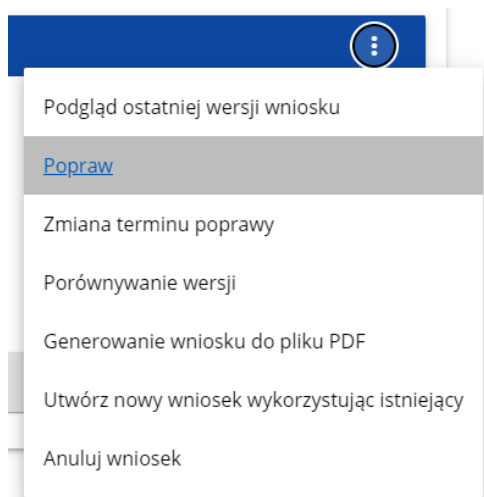 Podgląd ostatniej wersji wniosku
Popraw
Zmiana terminu poprawy
Porównywanie wersji
Generowanie wniosku do pliku PDF
Utwórz nowy wniosek wykorzystując istniejący
Anuluj wniosek